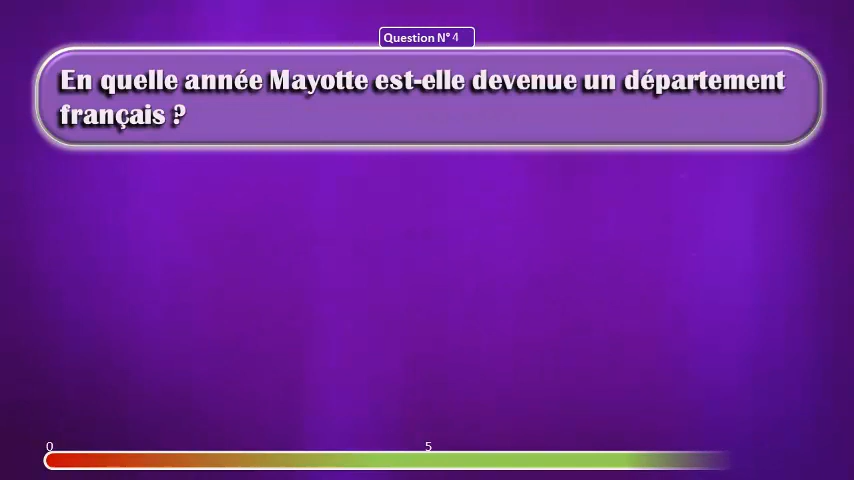 Question N° 4
En quelle année Mayotte est-elle devenue un département
français ?
0 5